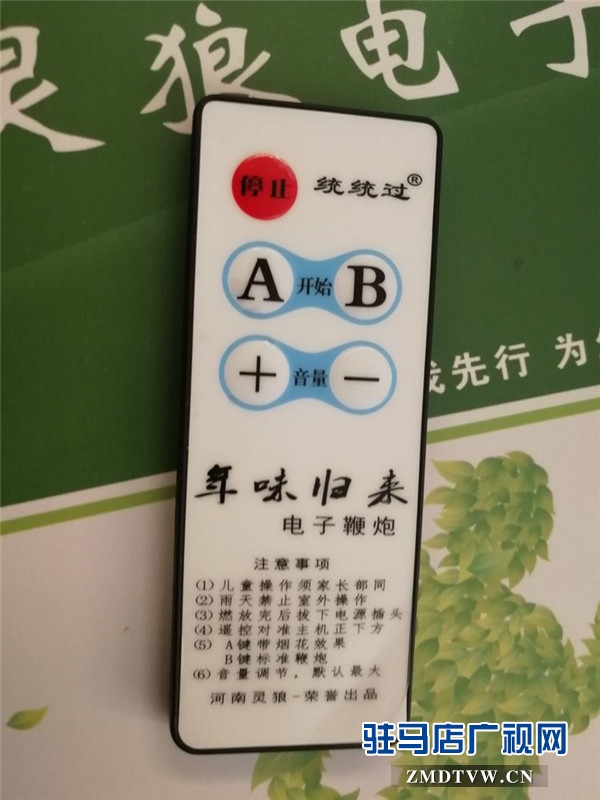 灵狼电子
停止 统统过®
A 开始 B
+ 音量 −
我先行 为
年味归来
电子鞭炮
注意事项
(1)儿童操作须家长部同
(2)雨天禁止室外操作
(3)燃放完后拔下电源插头
(4)遥控对准主机正下方
(5) A键带烟花效果
B键标准鞭炮
(6)音量调节，默认最大
河南灵狼-荣誉出品
驻马店广视网
ZMDTVW.CN